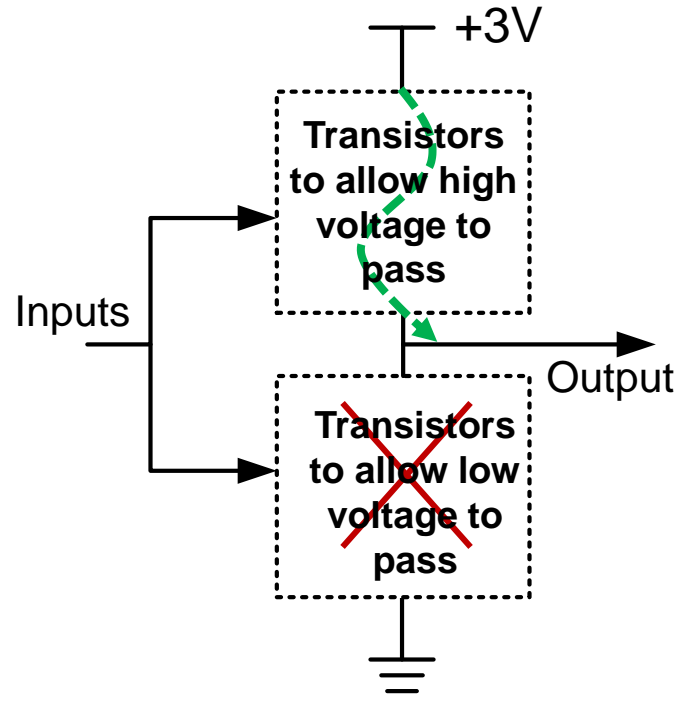 +3V
Transistors
to allow high
voltage to
pass
Inputs
Output
Transistors
to allow low
voltage to
pass